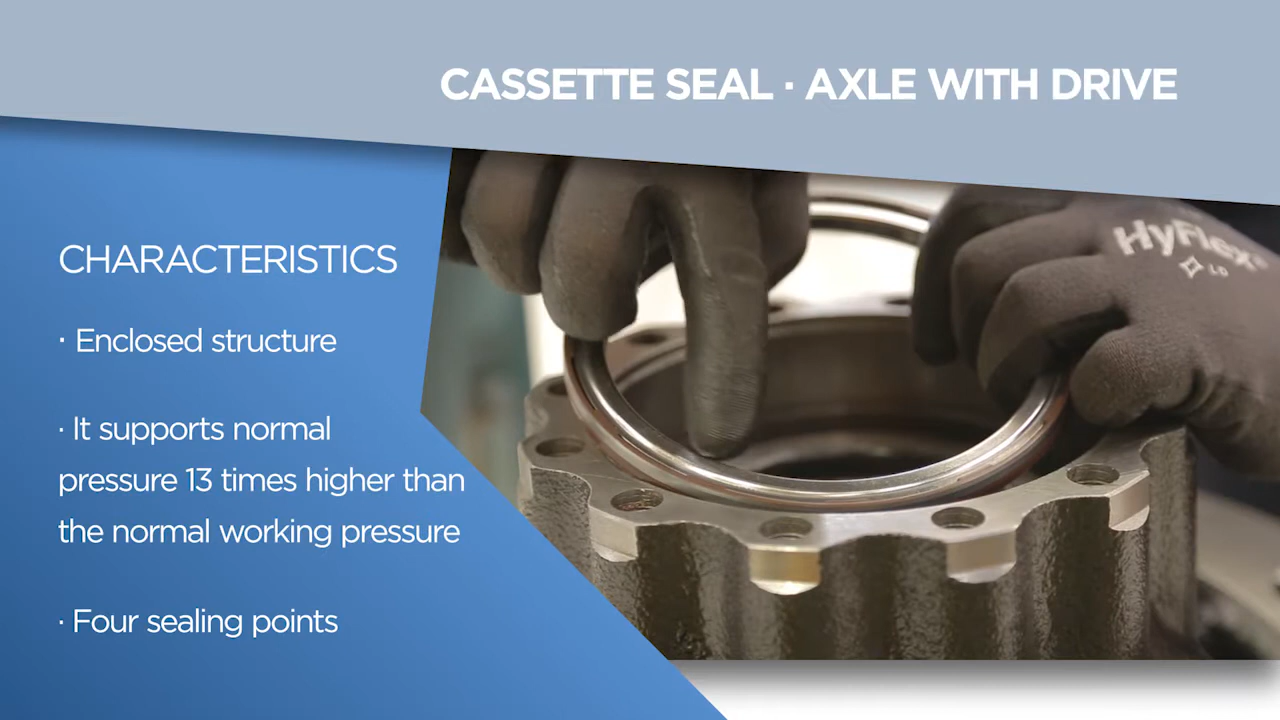 CASSETTE SEAL · AXLE WITH DRIVE
CHARACTERISTICS
· Enclosed structure
· It supports normal
pressure 13 times higher than
the normal working pressure
· Four sealing points
HyFlex